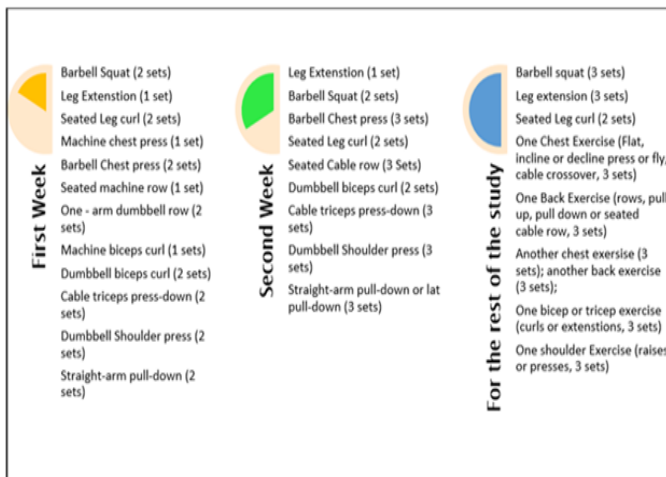 First Week
Barbell Squat (2 sets)
Leg Extenstion (1 set)
Seated Leg curl (2 sets)
Machine chest press (1 set)
Barbell Chest press (2 sets)
Seated machine row (1 set)
One - arm dumbbell row (2
sets)
Machine biceps curl (1 sets)
Dumbbell biceps curl (2 sets)
Cable triceps press-down (2
sets)
Dumbbell Shoulder press (2
sets)
Straight-arm pull-down (2
sets)
Second Week
Leg Extenstion (1 set)
Barbell Squat (2 sets)
Barbell Chest press (3 sets)
Seated Leg curl (2 sets)
Seated Cable row (3 Sets)
Dumbbell biceps curl (2 sets)
Cable triceps press-down (3
sets)
Dumbbell Shoulder press (3
sets)
Straight-arm pull-down or lat
pull-down (3 sets)
For the rest of the study
Barbell squat (3 sets)
Leg extension (3 sets)
Seated Leg curl (2 sets)
One Chest Exercise (Flat,
incline or decline press or fly,
cable crossover, 3 sets)
One Back Exercise (rows, pull
up, pull down or seated
cable row, 3 sets)
Another chest exersise (3
sets); another back exercise
(3 sets);
One bicep or tricep exercise
(curls or extenstions, 3 sets)
One shoulder Exercise (raises
or presses, 3 sets)